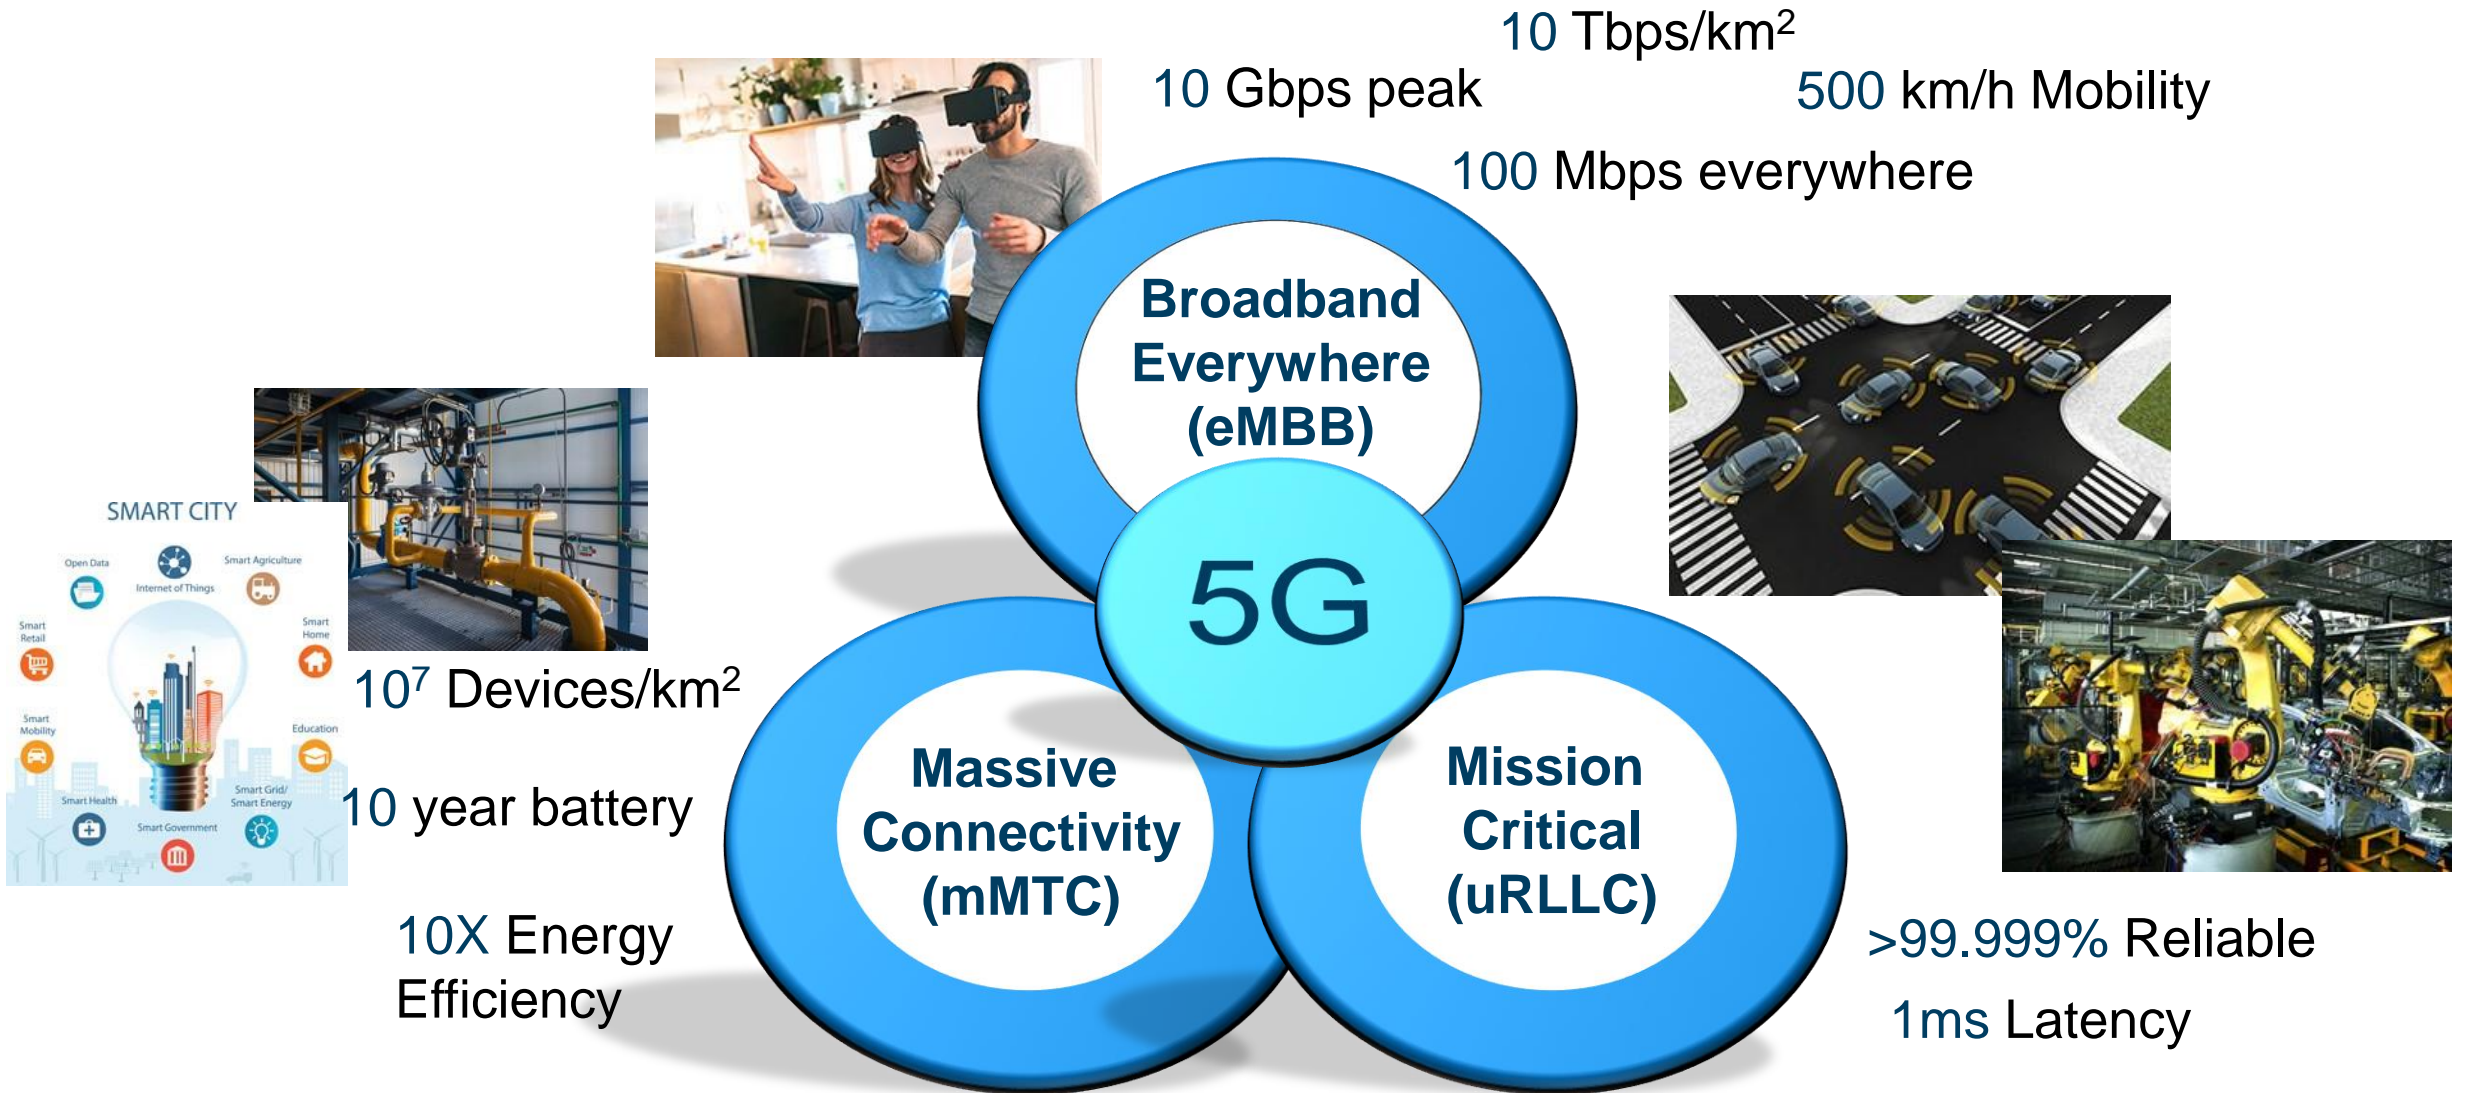 10 Tbps/km²
10 Gbps peak
500 km/h Mobility
100 Mbps everywhere
Broadband
Everywhere
(eMBB)
5G
SMART CITY
Open Data
Internet of Things
Smart Agriculture
Smart
Retail
Smart
Home
Smart
Mobility
Education
Smart Health
Smart Government
Smart Grid/
Smart Energy
10⁷ Devices/km²
10 year battery
10X Energy
Efficiency
Massive
Connectivity
(mMTC)
Mission
Critical
(uRLLC)
>99.999% Reliable
1ms Latency